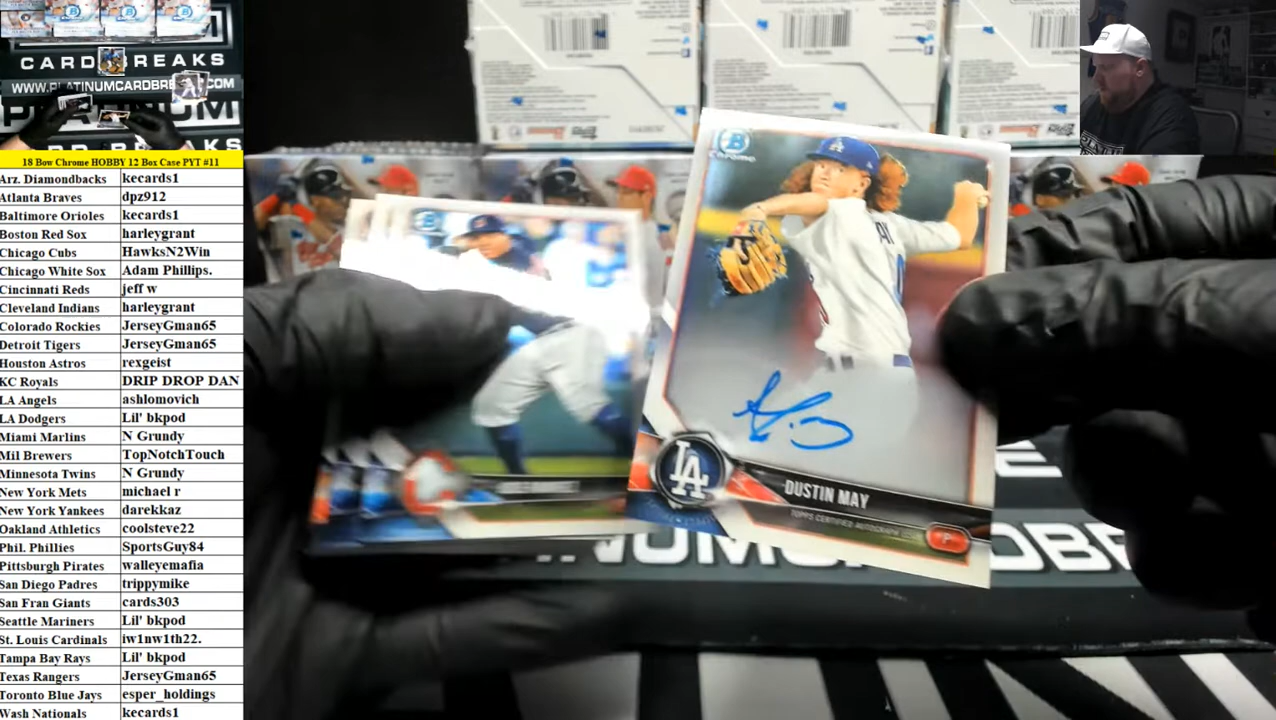 CARD BREAKS
WWW.PLATINUMCARDBRE .COM
18 Bow Chrome HOBBY 12 Box Case PYT #11
Arz. Diamondbacks kecards1
Atlanta Braves dpz912
Baltimore Orioles kecards1
Boston Red Sox harleygrant
Chicago Cubs HawksN2Win
Chicago White Sox Adam Phillips.
Cincinnati Reds jeff w
Cleveland Indians harleygrant
Colorado Rockies JerseyGman65
Detroit Tigers JerseyGman65
Houston Astros rexgeist
KC Royals DRIP DROP DAN
LA Angels ashlomovich
LA Dodgers Lil' bkpod
Miami Marlins N Grundy
Mil Brewers TopNotchTouch
Minnesota Twins N Grundy
New York Mets michael r
New York Yankees darekkaz
Oakland Athletics coolsteve22
Phil. Phillies SportsGuy84
Pittsburgh Pirates walleyemafia
San Diego Padres trippymike
San Fran Giants cards303
Seattle Mariners Lil' bkpod
St. Louis Cardinals iw1nw1th22.
Tampa Bay Rays Lil' bkpod
Texas Rangers JerseyGman65
Toronto Blue Jays esper_holdings
Wash Nationals kecards1
B
Chrome
LA
DUSTIN MAY
TOPPS CERTIFIED AUTOGRAPH ISSUE
P